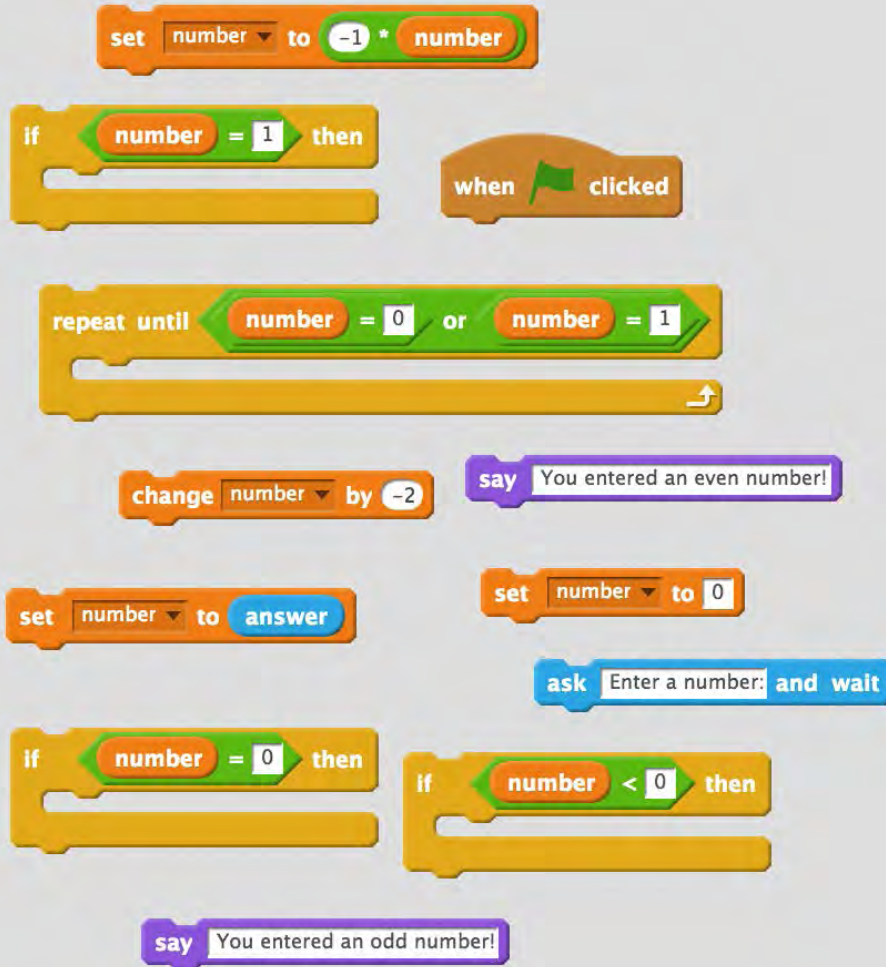 set number to -1 * number
if number = 1 then
when clicked
repeat until number = 0 or number = 1
change number by -2
say You entered an even number!
set number to answer
set number to 0
ask Enter a number: and wait
if number = 0 then
if number < 0 then
say You entered an odd number!